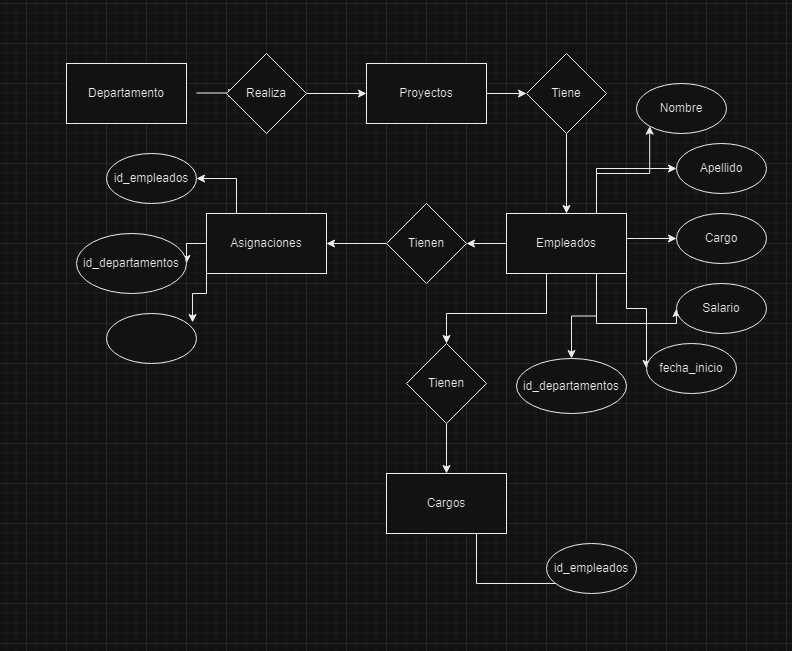 Departamento
Realiza
Proyectos
Tiene
Nombre
Apellido
id_empleados
Asignaciones
Tienen
Empleados
Cargo
id_departamentos
Salario
fecha_inicio
Tienen
id_departamentos
Cargos
id_empleados